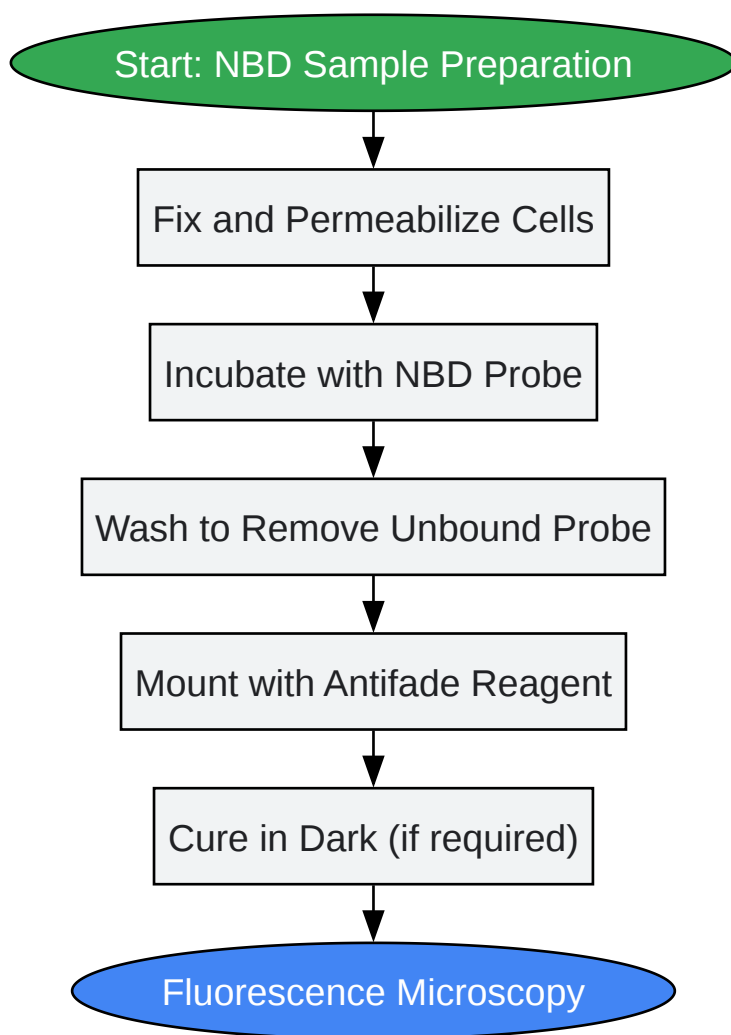 Start: NBD Sample Preparation
Fix and Permeabilize Cells
Incubate with NBD Probe
Wash to Remove Unbound Probe
Mount with Antifade Reagent
Cure in Dark (if required)
Fluorescence Microscopy